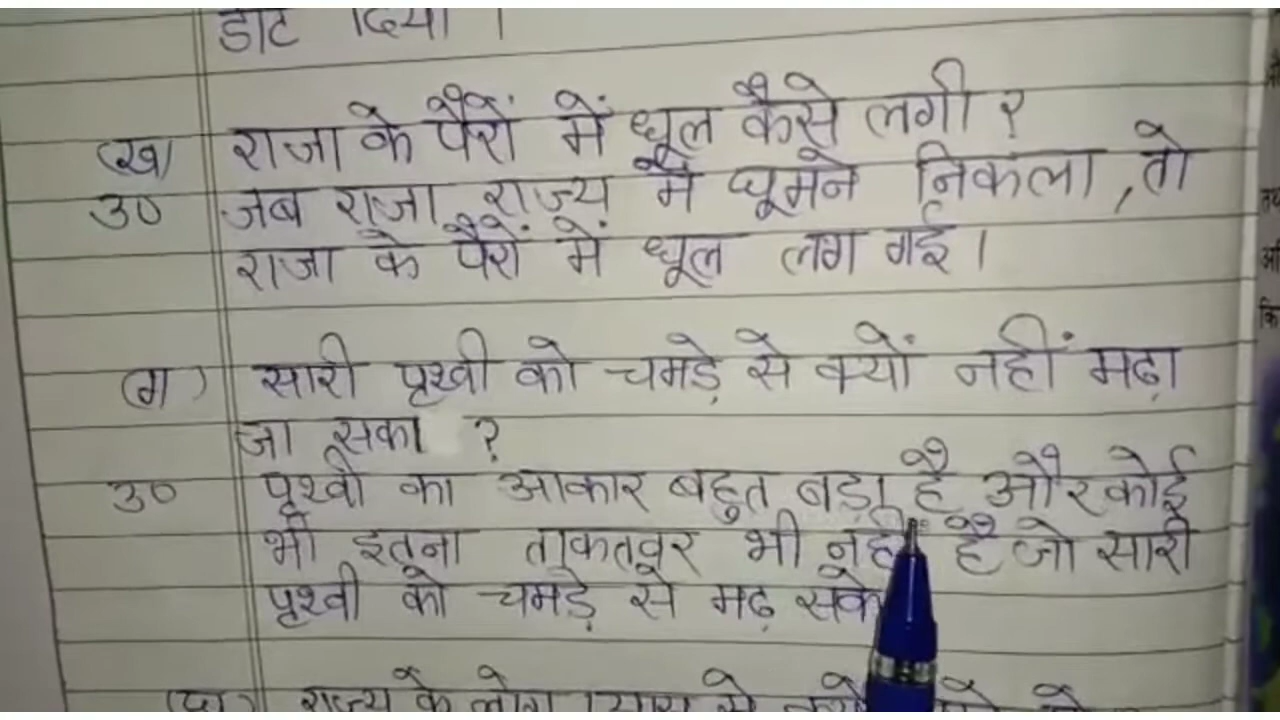 डाट दिया ।
(ख) राजा के पैरों में धूल कैसे लगी ?
उ० जब राजा राज्य में घूमने निकला, तो
राजा के पैरों में धूल लग गई ।
(ग) सारी पृथ्वी को चमड़े से क्यों नहीं मढ़ा
जा सका ?
उ० पृथ्वी का आकार बहुत बड़ा है और कोई
भी इतना ताकतवर भी नहीं है जो सारी
पृथ्वी को चमड़े से मढ़ सके
(घ) राज्य के लोग प्यास से